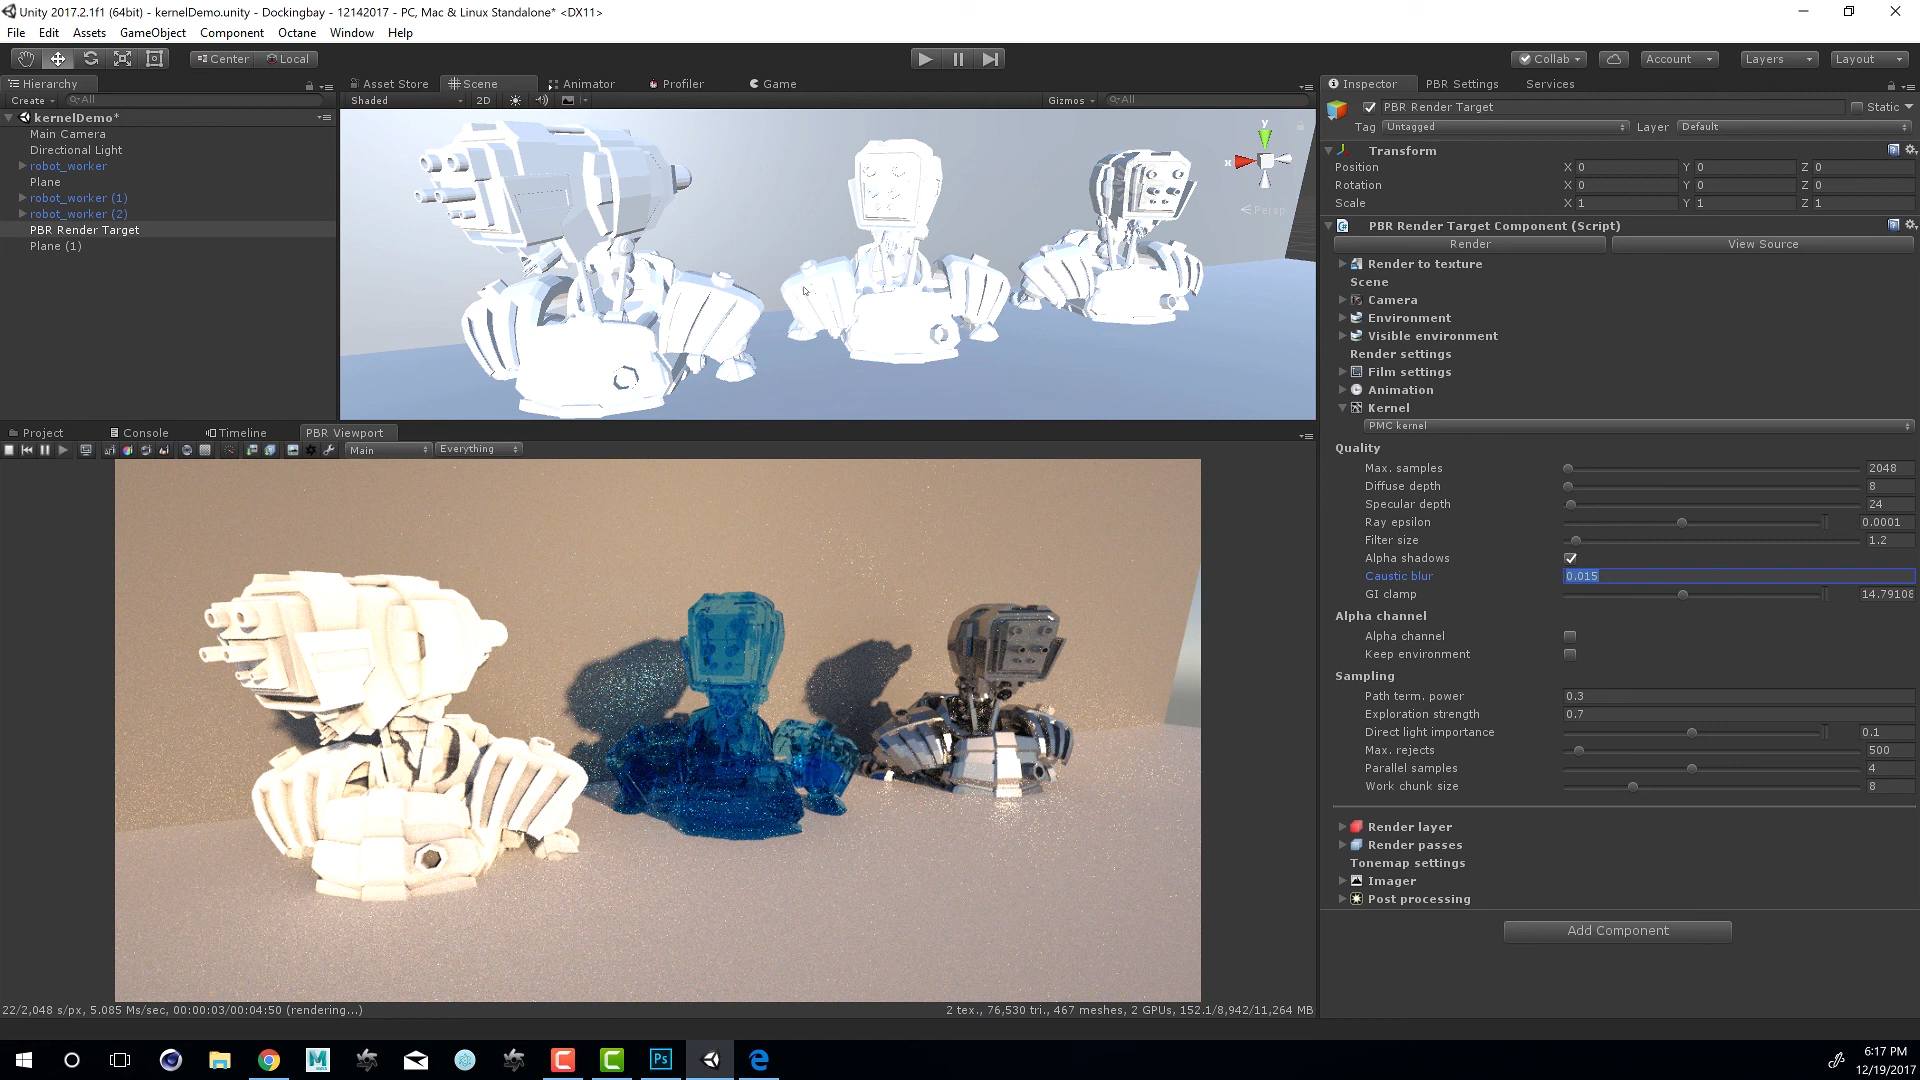 Unity 2017.2.1f1 (64bit) - kernelDemo.unity - Dockingbay - 12142017 - PC, Mac & Linux Standalone* <DX11>
File Edit Assets GameObject Component Octane Window Help
Center Local
Collab Account Layers Layout
Hierarchy
Create All
kernelDemo*
Main Camera
Directional Light
robot_worker
Plane
robot_worker (1)
robot_worker (2)
PBR Render Target
Plane (1)
Asset Store Scene Animator Profiler Game
Shaded 2D Gizmos All
y
x
Persp
Project Console Timeline PBR Viewport
Main Everything
22/2,048 s/px, 5.085 Ms/sec, 00:00:03/00:04:50 (rendering...)
2 tex., 76,530 tri., 467 meshes, 2 GPUs, 152.1/8,942/11,264 MB
Inspector PBR Settings Services
PBR Render Target Static
Tag Untagged Layer Default
Transform
Position X 0 Y 0 Z 0
Rotation X 0 Y 0 Z 0
Scale X 1 Y 1 Z 1
PBR Render Target Component (Script)
Render View Source
Render to texture
Scene
Camera
Environment
Visible environment
Render settings
Film settings
Animation
Kernel
PMC kernel
Quality
Max. samples 2048
Diffuse depth 8
Specular depth 24
Ray epsilon 0.0001
Filter size 1.2
Alpha shadows
Caustic blur 0.015
GI clamp 14.79108
Alpha channel
Alpha channel
Keep environment
Sampling
Path term. power 0.3
Exploration strength 0.7
Direct light importance 0.1
Max. rejects 500
Parallel samples 4
Work chunk size 8
Render layer
Render passes
Tonemap settings
Imager
Post processing
Add Component
M
C
C
Ps
6:17 PM
12/19/2017